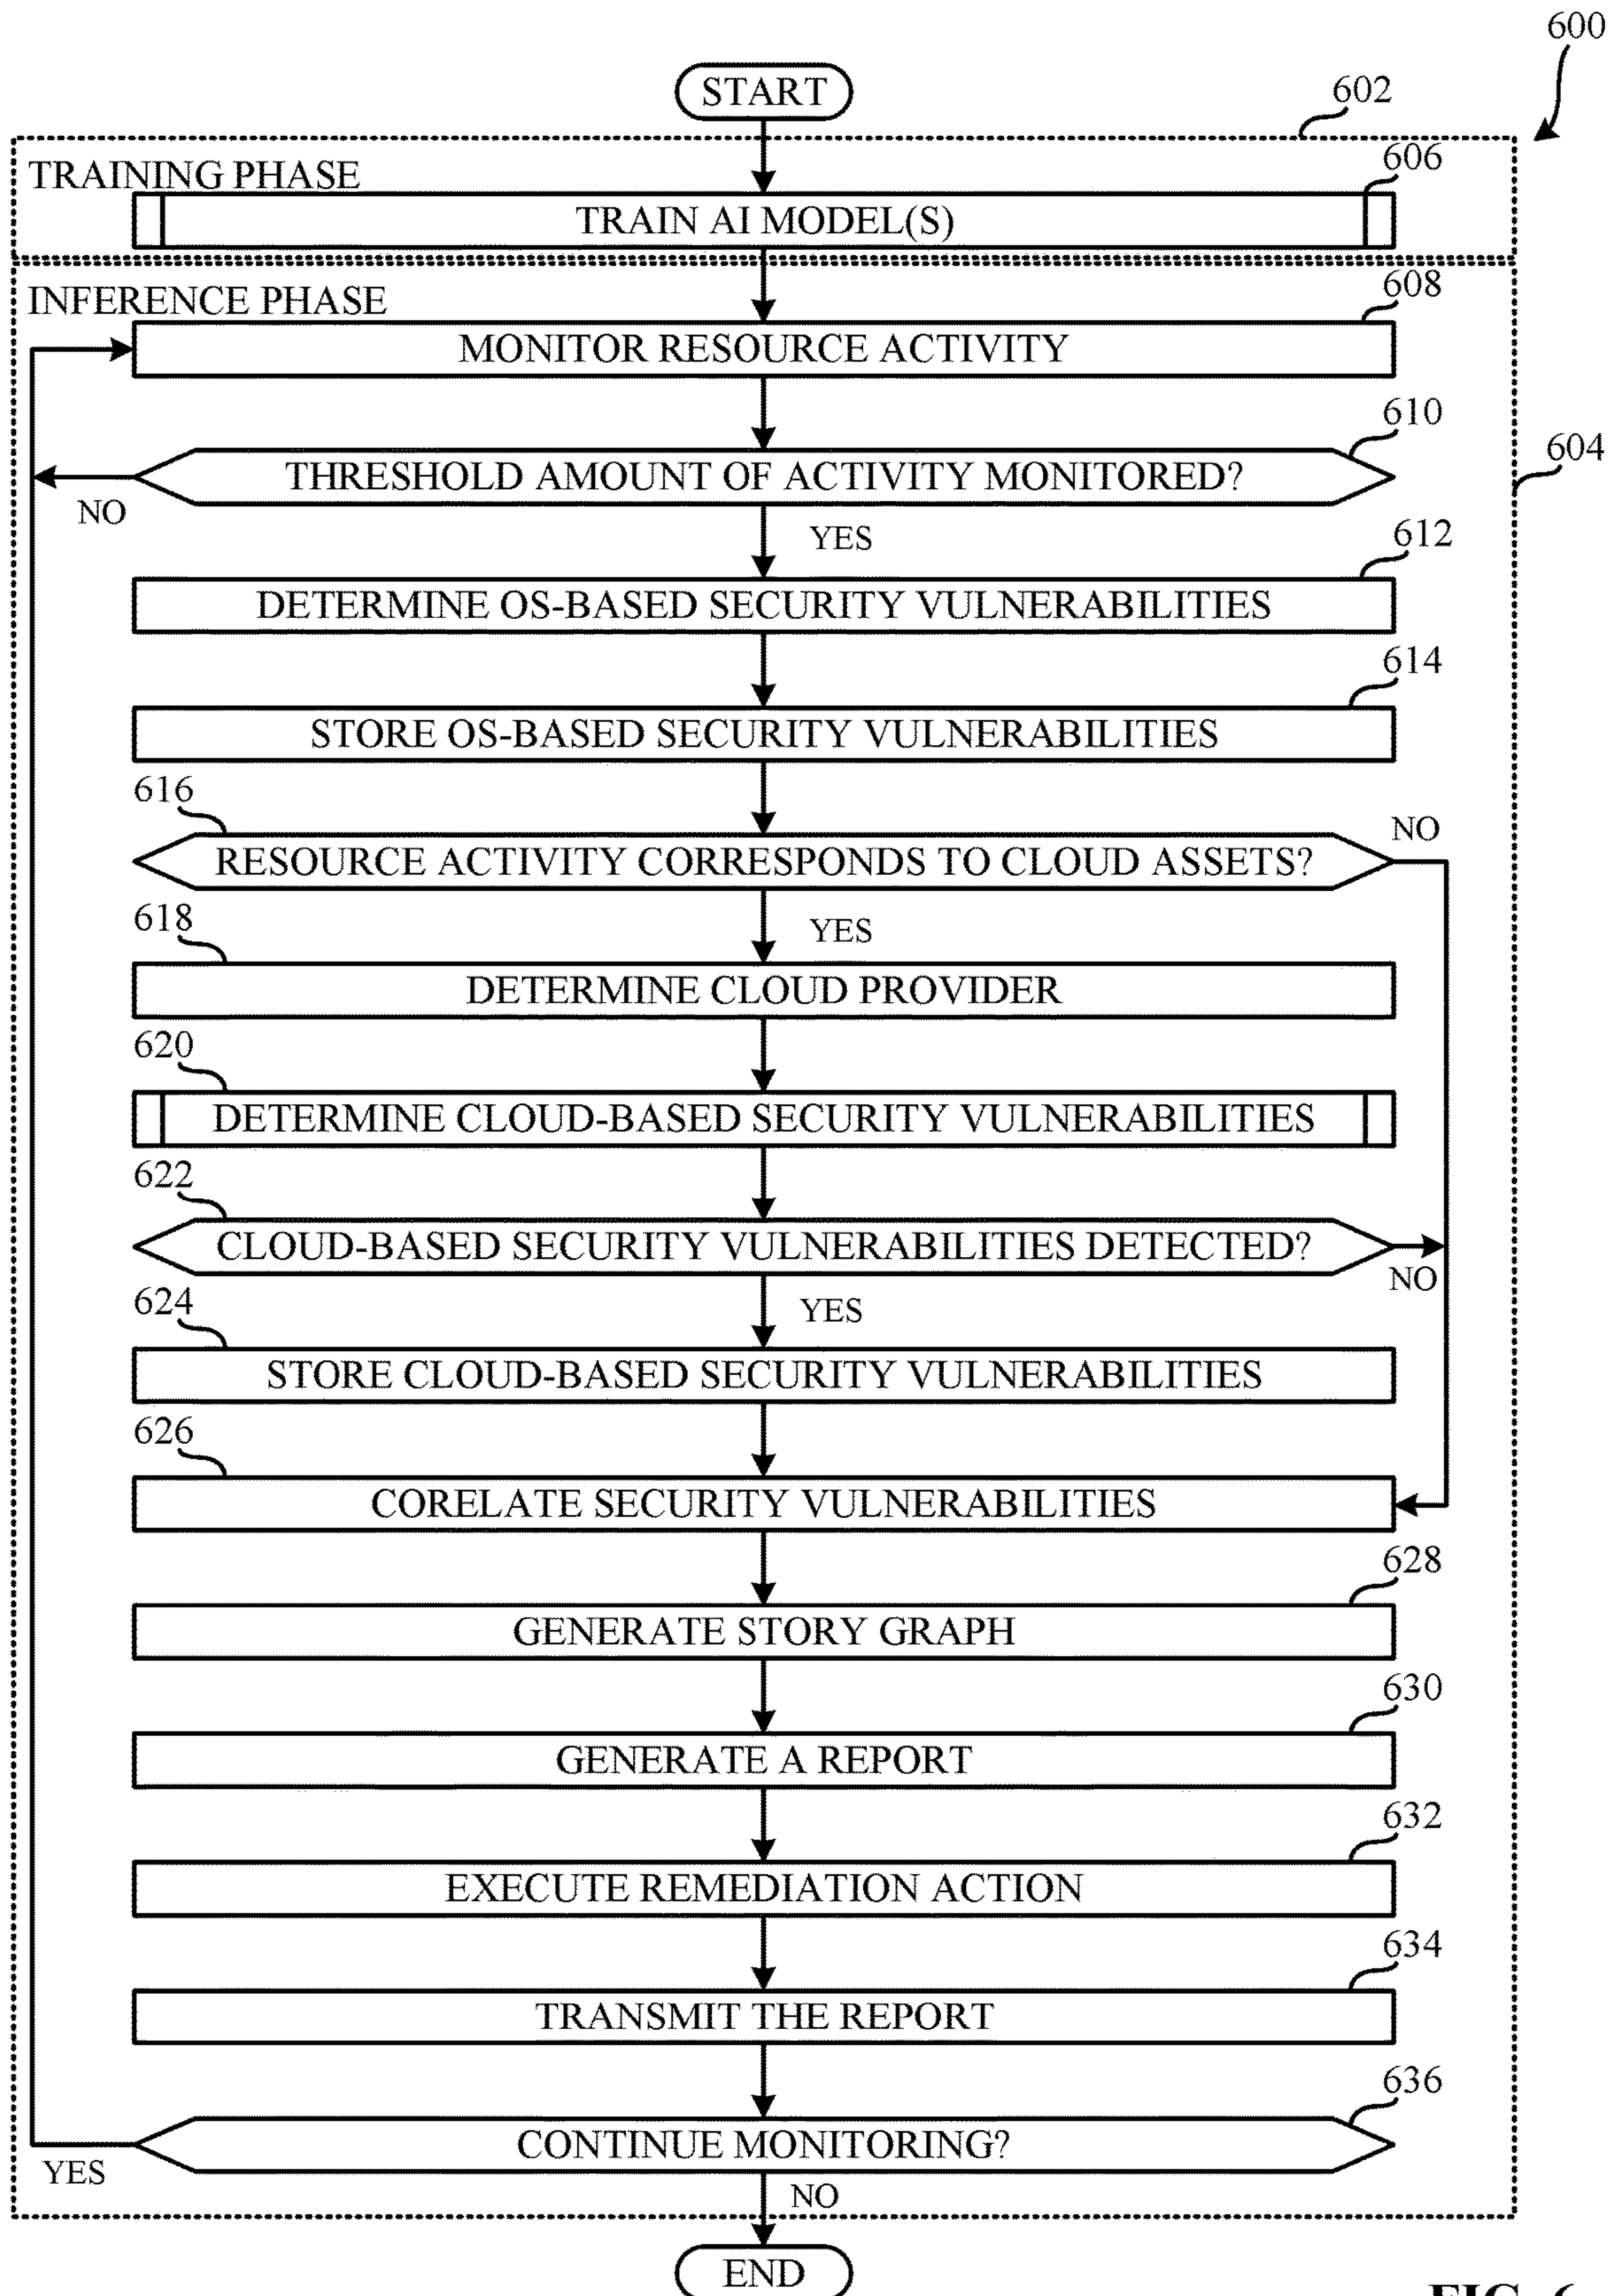 600
START
602
TRAINING PHASE
606
TRAIN AI MODEL(S)
INFERENCE PHASE
608
MONITOR RESOURCE ACTIVITY
610
604
THRESHOLD AMOUNT OF ACTIVITY MONITORED?
NO
YES
612
DETERMINE OS-BASED SECURITY VULNERABILITIES
614
STORE OS-BASED SECURITY VULNERABILITIES
616
NO
RESOURCE ACTIVITY CORRESPONDS TO CLOUD ASSETS?
618
YES
DETERMINE CLOUD PROVIDER
620
DETERMINE CLOUD-BASED SECURITY VULNERABILITIES
622
CLOUD-BASED SECURITY VULNERABILITIES DETECTED?
NO
624
YES
STORE CLOUD-BASED SECURITY VULNERABILITIES
626
CORELATE SECURITY VULNERABILITIES
628
GENERATE STORY GRAPH
630
GENERATE A REPORT
632
EXECUTE REMEDIATION ACTION
634
TRANSMIT THE REPORT
636
CONTINUE MONITORING?
YES
NO
END
FIG. 6